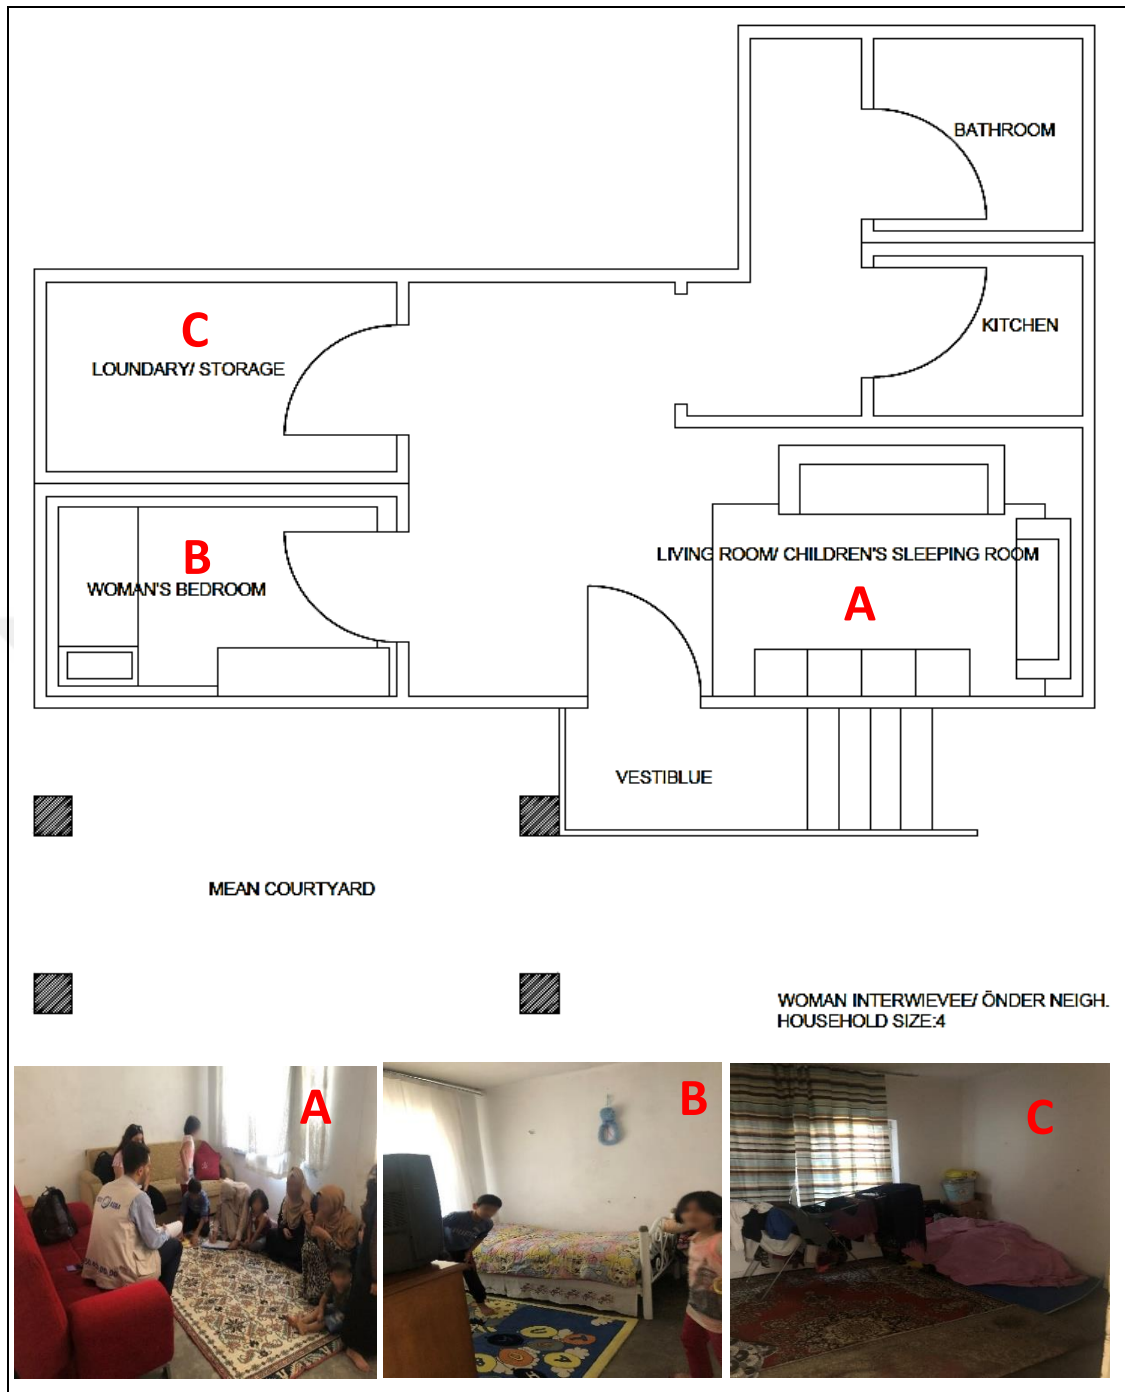 BATHROOM
KITCHEN
C
LOUNDARY/ STORAGE
B
WOMAN'S BEDROOM
LIVING ROOM/ CHILDREN'S SLEEPING ROOM
A
VESTIBLUE
MEAN COURTYARD
WOMAN INTERWIEVEE/ ÖNDER NEIGH.
HOUSEHOLD SIZE:4
A
B
C